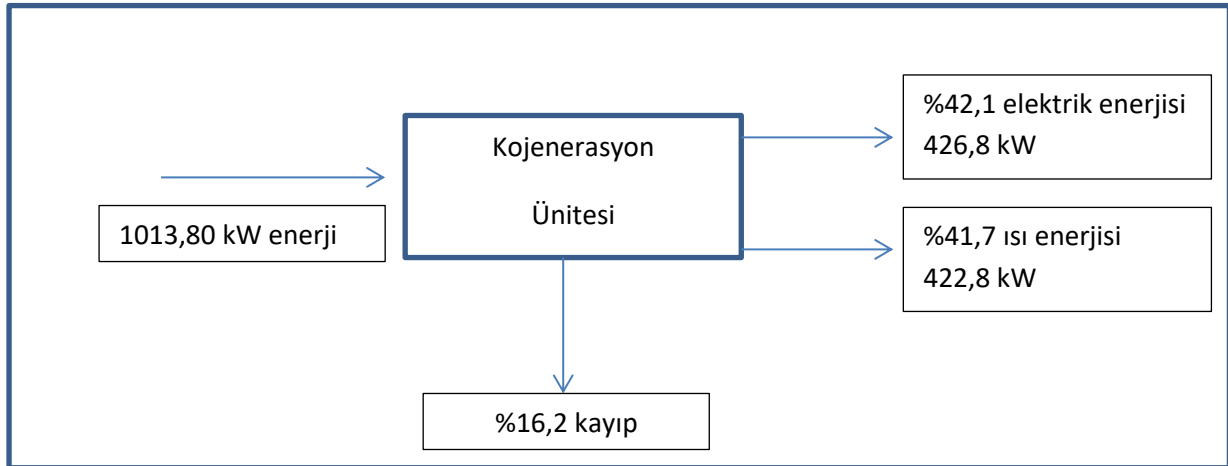 1013,80 kW enerji
Kojenerasyon
Ünitesi
%42,1 elektrik enerjisi
426,8 kW
%41,7 ısı enerjisi
422,8 kW
%16,2 kayıp